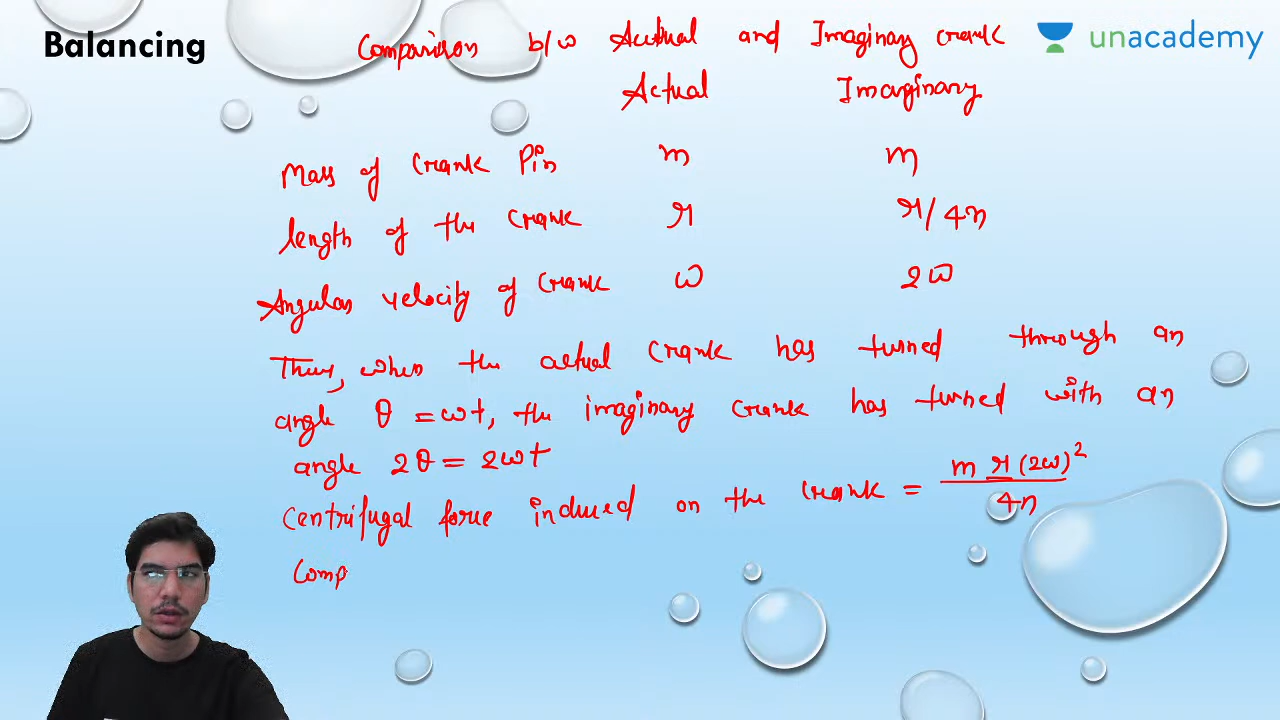 Balancing
Comparison b/w Actual and Imaginary crank
unacademy
Actual Imaginary
Mass of Crank Pin m m
length of the crank r r/4n
Angular velocity of crank ω 2ω
Thus, when the actual crank has turned through an
angle θ = ωt, the imaginary crank has turned with an
angle 2θ = 2ωt
Centrifugal force induced on the crank = m r (2ω)² / 4n
Comp